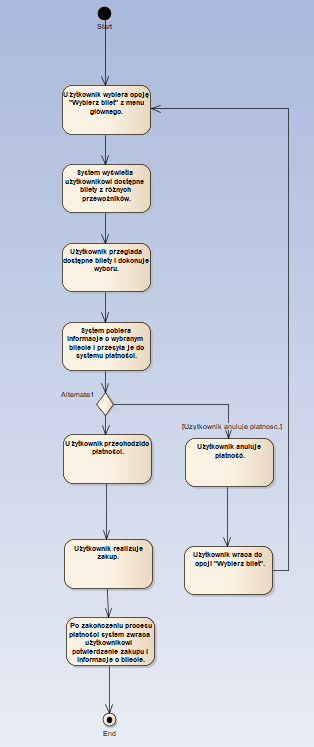 Start
Użytkownik wybiera opcję
"Wybierz bilet" z menu
głównego.
System wyświetla
użytkownikowi dostępne
bilety z różnych
przewoźników.
Użytkownik przegląda
dostępne bilety i dokonuje
wyboru.
System pobiera
informacje o wybranym
bilecie i przesyła je do
systemu płatności.
Alternate1
[Uzytkownik anuluje platnosc.]
Użytkownik przechodzi do
płatności.
Użytkownik anuluje
płatność.
Użytkownik realizuje
zakup.
Użytkownik wraca do
opcji "Wybierz bilet".
Po zakończeniu procesu
płatności system zwraca
użytkownikowi
potwierdzenie zakupu i
informacje o bilecie.
End